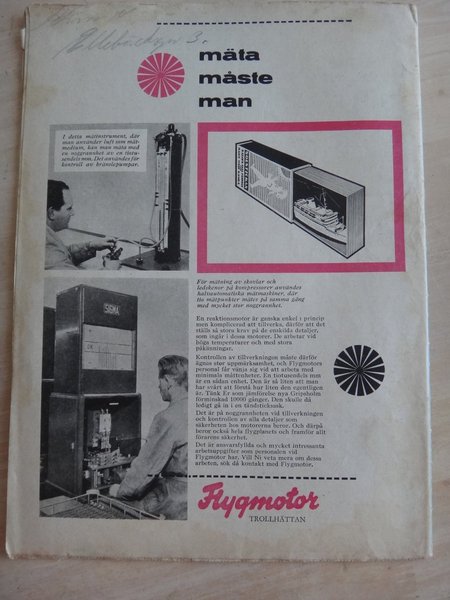 Ellebudgn 3.
mäta
måste
man
I detta mätinstrument, där
man använder luft som mät-
medium, kan man mäta med
en noggrannhet av en tiotu-
sendels mm. Det användes för
kontroll av bränslepumpar.
För mätning av skovlar och
ledskenor på kompressorer användes
halvautomatiska mätmaskiner, där
tio mätpunkter mätes på samma gång
med mycket stor noggrannhet.
SIGMA
En reaktionsmotor är ganska enkel i princip
men komplicerad att tillverka, därför att det
ställs så stora krav på de enskilda detaljer,
som ingår i dessa motorer. De arbetar vid
höga temperaturer och med stora
påkänningar.
Kontrollen av tillverkningen måste därför
ägnas stor uppmärksamhet, och Flygmotors
personal får vänja sig vid att arbeta med
minimala måttenheter. En tiotusendels mm
är en sådan enhet. Den är så liten att man
har svårt att förstå hur liten den egentligen
är. Tänk Er som jämförelse nya Gripsholm
förminskad 10000 gånger. Den skulle då
ledigt gå in i en tändsticksask.
Det är på noggrannheten vid tillverkningen
och kontrollen av alla detaljer som
säkerheten hos motorerna beror. Och därpå
beror också hela flygplanets och framför allt
förarens säkerhet.
Det är ansvarsfyllda och mycket intressanta
arbetsuppgifter som personalen vid
Flygmotor har. Vill Ni veta mera om dessa
arbeten, sök då kontakt med Flygmotor.
Flygmotor
TROLLHÄTTAN